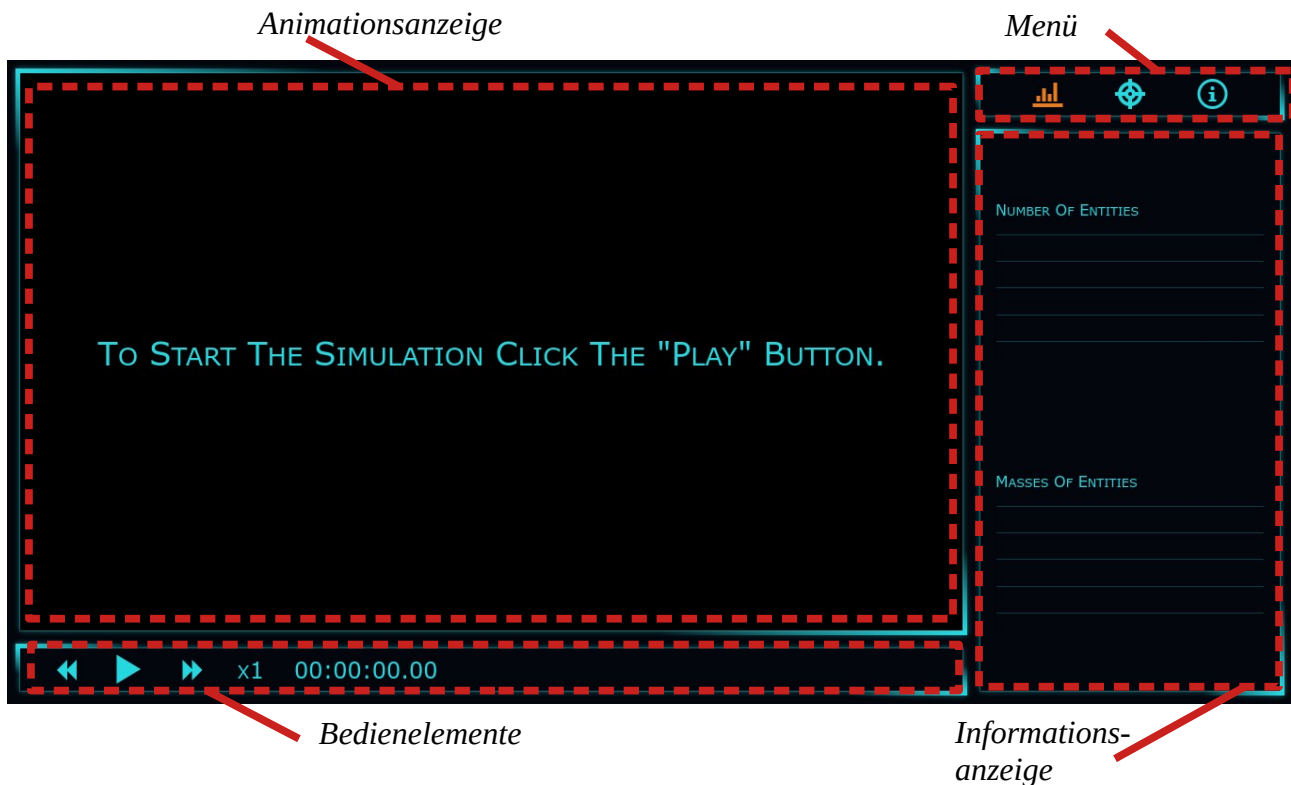 Animationsanzeige
Menü
Number Of Entities
To Start The Simulation Click The "Play" Button.
Masses Of Entities
x1 00:00:00.00
Bedienelemente
Informations-
anzeige